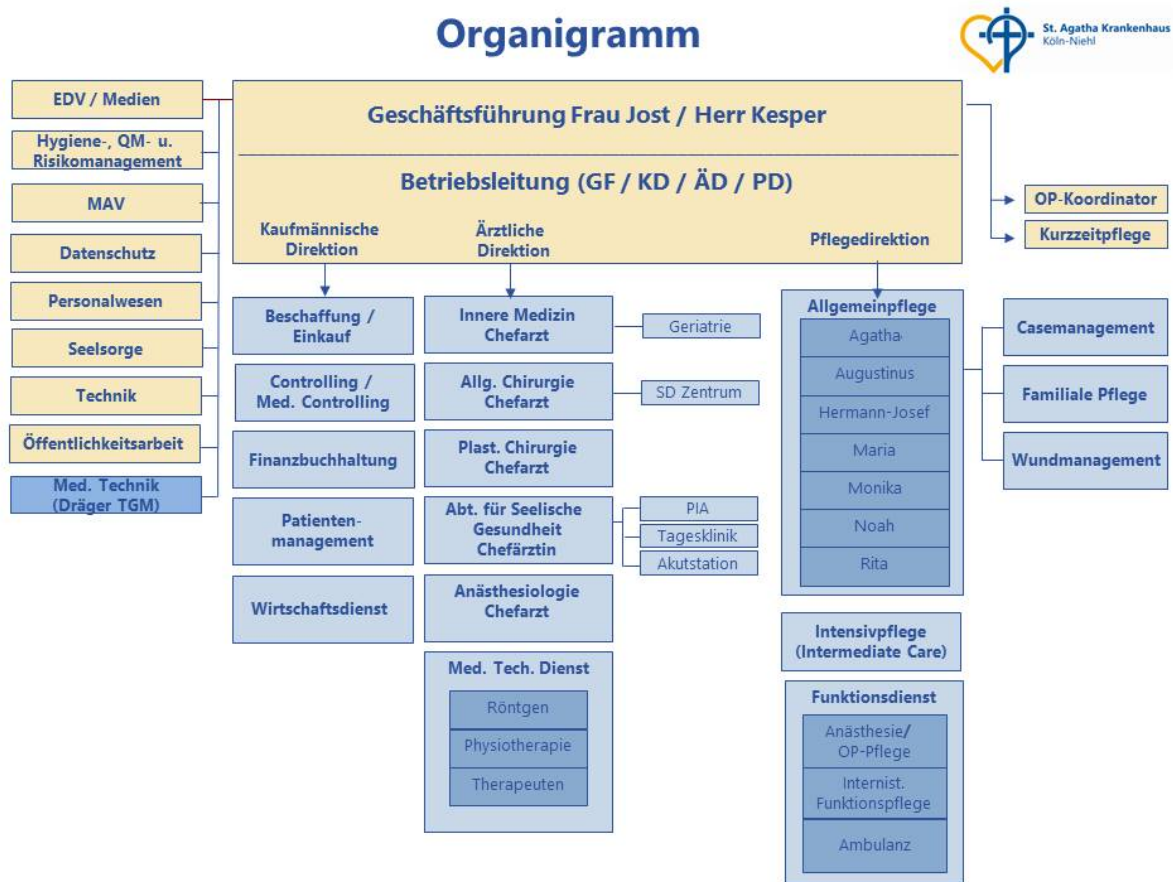 Organigramm
St. Agatha Krankenhaus
Köln-Niehl
EDV / Medien
Hygiene-, QM- u.
Risikomanagement
MAV
Datenschutz
Personalwesen
Seelsorge
Technik
Öffentlichkeitsarbeit
Med. Technik
(Dräger TGM)
Geschäftsführung Frau Jost / Herr Kesper
Betriebsleitung (GF / KD / ÄD / PD)
Kaufmännische
Direktion
Ärztliche
Direktion
Pflegedirektion
OP-Koordinator
Kurzzeitpflege
Beschaffung /
Einkauf
Controlling /
Med. Controlling
Finanzbuchhaltung
Patienten-
management
Wirtschaftsdienst
Innere Medizin
Chefarzt
Geriatrie
Allg. Chirurgie
Chefarzt
SD Zentrum
Plast. Chirurgie
Chefarzt
Abt. für Seelische
Gesundheit
Chefärztin
PIA
Tagesklinik
Akutstation
Anästhesiologie
Chefarzt
Med. Tech. Dienst
Röntgen
Physiotherapie
Therapeuten
Allgemeinpflege
Agatha
Augustinus
Hermann-Josef
Maria
Monika
Noah
Rita
Casemanagement
Familiale Pflege
Wundmanagement
Intensivpflege
(Intermediate Care)
Funktionsdienst
Anästhesie/
OP-Pflege
Internist.
Funktionspflege
Ambulanz